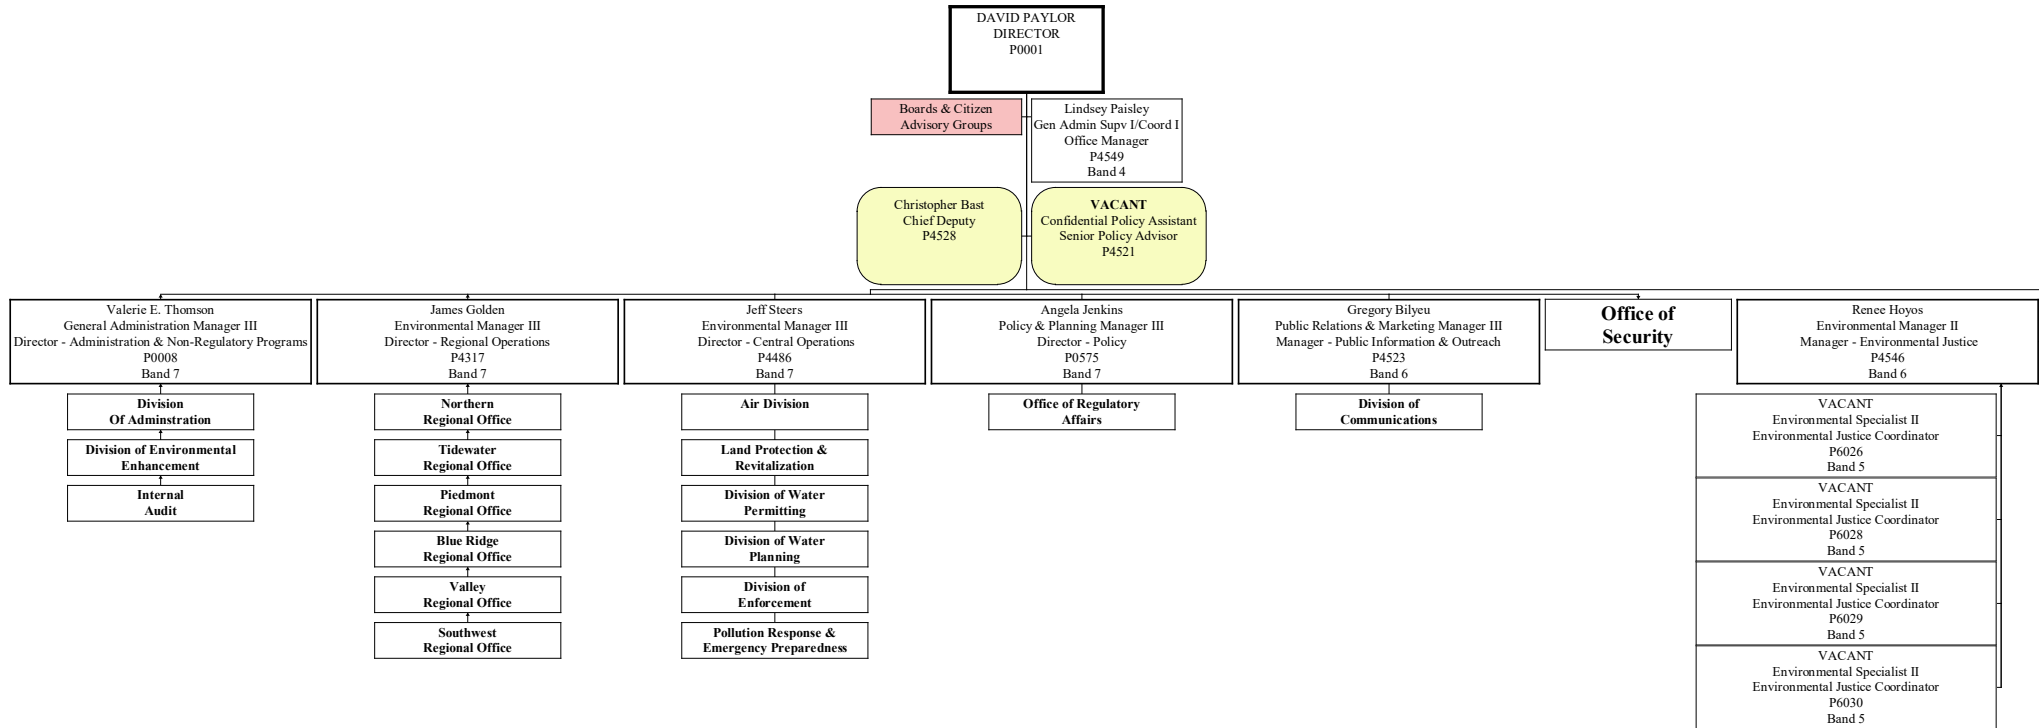 DAVID PAYLOR
DIRECTOR
P0001
Boards & Citizen
Advisory Groups
Lindsey Paisley
Gen Admin Supv I/Coord I
Office Manager
P4549
Band 4
Christopher Bast
Chief Deputy
P4528
VACANT
Confidential Policy Assistant
Senior Policy Advisor
P4521
Valerie E. Thomson
General Administration Manager III
Director - Administration & Non-Regulatory Programs
P0008
Band 7
Division
Of Adminstration
Division of Environmental
Enhancement
Internal
Audit
James Golden
Environmental Manager III
Director - Regional Operations
P4317
Band 7
Northern
Regional Office
Tidewater
Regional Office
Piedmont
Regional Office
Blue Ridge
Regional Office
Valley
Regional Office
Southwest
Regional Office
Jeff Steers
Environmental Manager III
Director - Central Operations
P4486
Band 7
Air Division
Land Protection &
Revitalization
Division of Water
Permitting
Division of Water
Planning
Division of
Enforcement
Pollution Response &
Emergency Preparedness
Angela Jenkins
Policy & Planning Manager III
Director - Policy
P0575
Band 7
Office of Regulatory
Affairs
Gregory Bilyeu
Public Relations & Marketing Manager III
Manager - Public Information & Outreach
P4523
Band 6
Division of
Communications
Office of
Security
Renee Hoyos
Environmental Manager II
Manager - Environmental Justice
P4546
Band 6
VACANT
Environmental Specialist II
Environmental Justice Coordinator
P6026
Band 5
VACANT
Environmental Specialist II
Environmental Justice Coordinator
P6028
Band 5
VACANT
Environmental Specialist II
Environmental Justice Coordinator
P6029
Band 5
VACANT
Environmental Specialist II
Environmental Justice Coordinator
P6030
Band 5